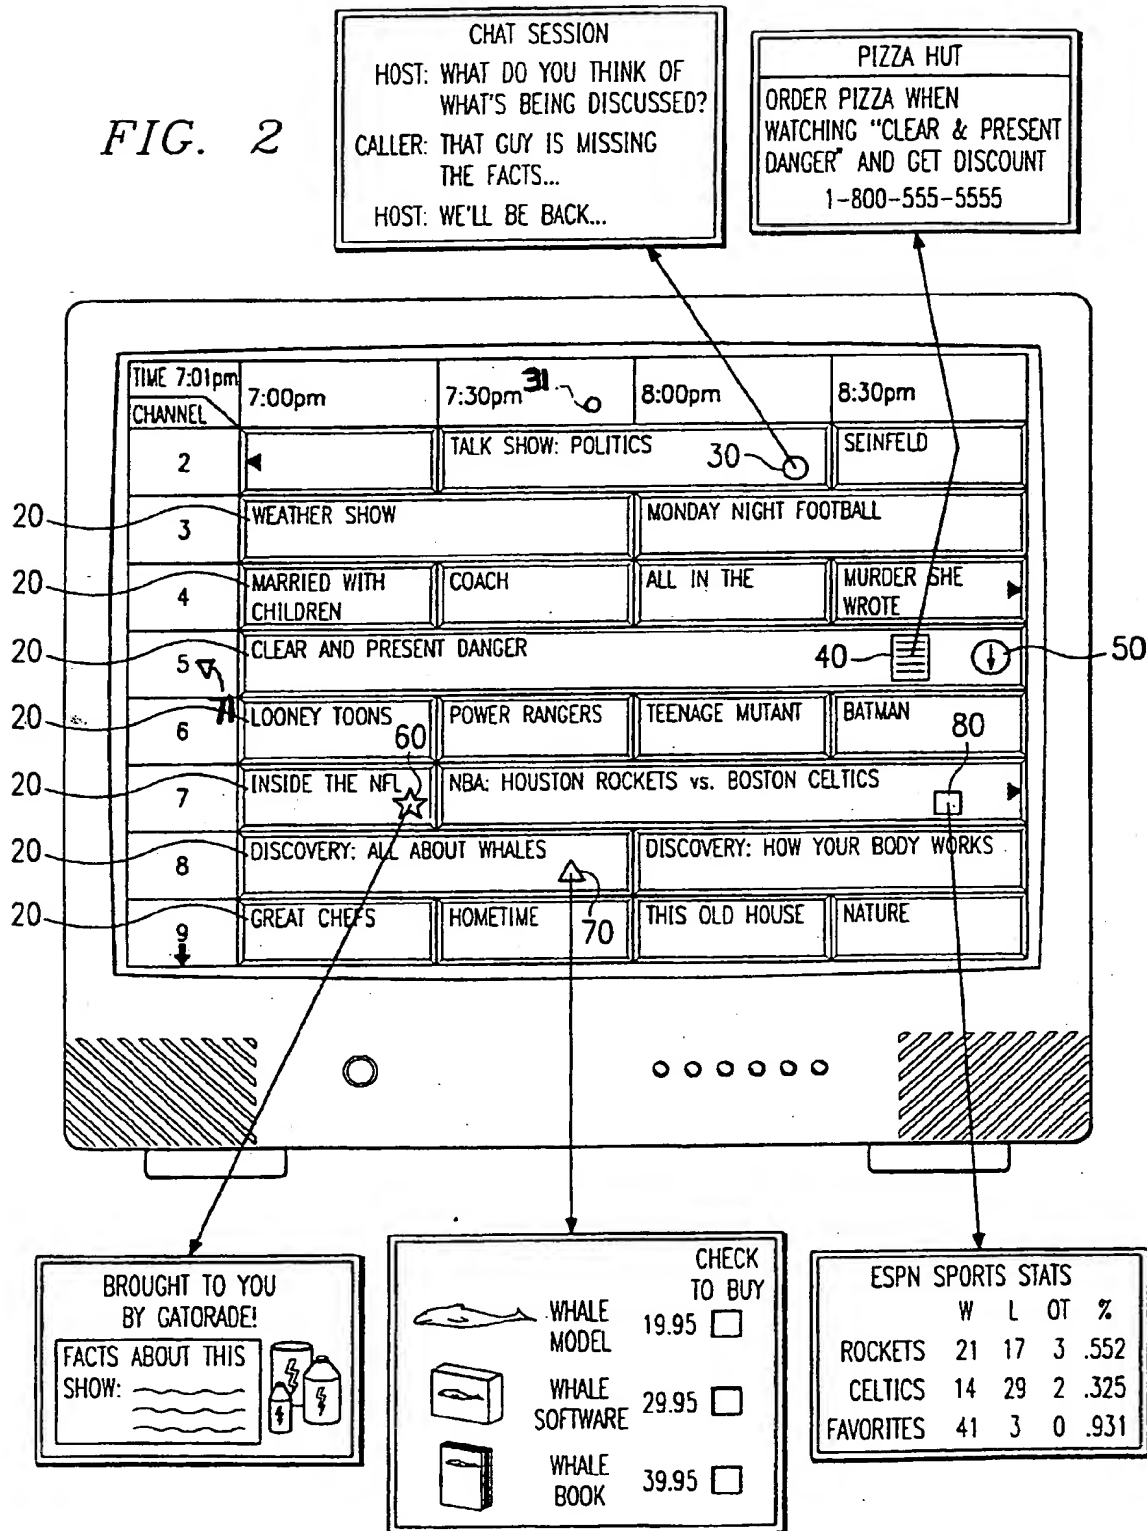 FIG. 2
CHAT SESSION
HOST: WHAT DO YOU THINK OF
WHAT'S BEING DISCUSSED?
CALLER: THAT GUY IS MISSING
THE FACTS...
HOST: WE'LL BE BACK...
PIZZA HUT
ORDER PIZZA WHEN
WATCHING "CLEAR & PRESENT
DANGER" AND GET DISCOUNT
1-800-555-5555
TIME 7:01pm
CHANNEL
7:00pm
7:30pm
31
8:00pm
8:30pm
2
TALK SHOW: POLITICS
30
SEINFELD
20
3
WEATHER SHOW
MONDAY NIGHT FOOTBALL
20
4
MARRIED WITH
CHILDREN
COACH
ALL IN THE
MURDER SHE
WROTE
20
5
CLEAR AND PRESENT DANGER
40
50
71
20
6
LOONEY TOONS
POWER RANGERS
TEENAGE MUTANT
BATMAN
60
80
20
7
INSIDE THE NFL
NBA: HOUSTON ROCKETS vs. BOSTON CELTICS
20
8
DISCOVERY: ALL ABOUT WHALES
DISCOVERY: HOW YOUR BODY WORKS
20
9
GREAT CHEFS
HOMETIME
70
THIS OLD HOUSE
NATURE
BROUGHT TO YOU
BY GATORADE!
FACTS ABOUT THIS
SHOW:
CHECK
TO BUY
WHALE
MODEL
19.95
WHALE
SOFTWARE
29.95
WHALE
BOOK
39.95
ESPN SPORTS STATS
W L OT %
ROCKETS 21 17 3 .552
CELTICS 14 29 2 .325
FAVORITES 41 3 0 .931